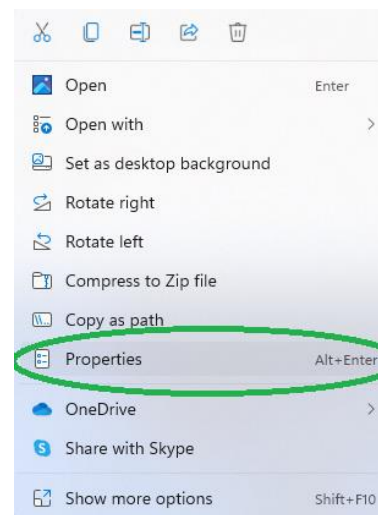 Open Enter
Open with
Set as desktop background
Rotate right
Rotate left
Compress to Zip file
Copy as path
Properties Alt+Enter
OneDrive
Share with Skype
Show more options Shift+F10